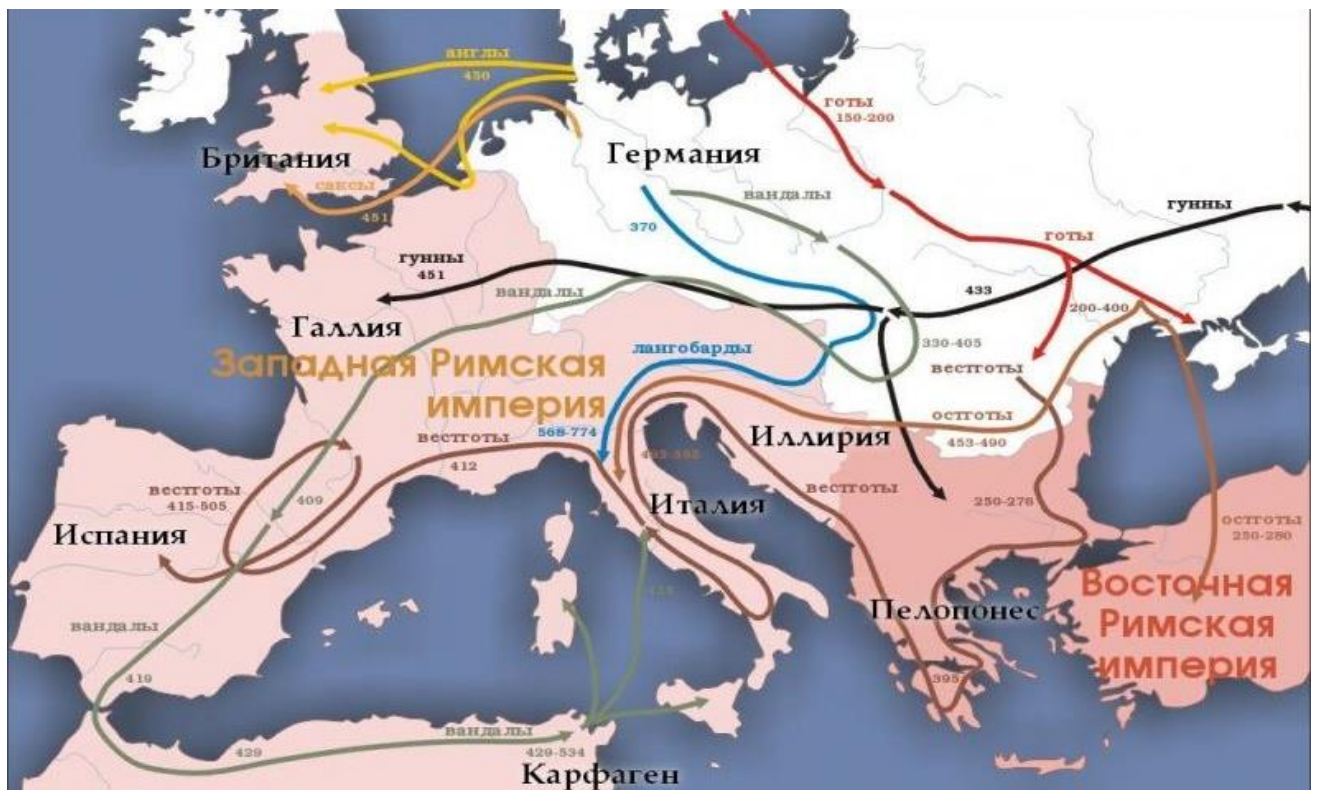 англы
450
готы
150-200
Британия
Германия
саксы
451
вандалы
370
гунны
гунны
451
готы
433
вандалы
200-400
Галлия
330-405
лангобарды
вестготы
Западная Римская
империя
остготы
453-490
568-774
Иллирия
вестготы
412
вестготы
415-505
409
вестготы
Италия
250-276
Испания
остготы
250-280
Восточная
Римская
империя
Пелопонес
вандалы
419
395
вандалы
429
429-534
Карфаген